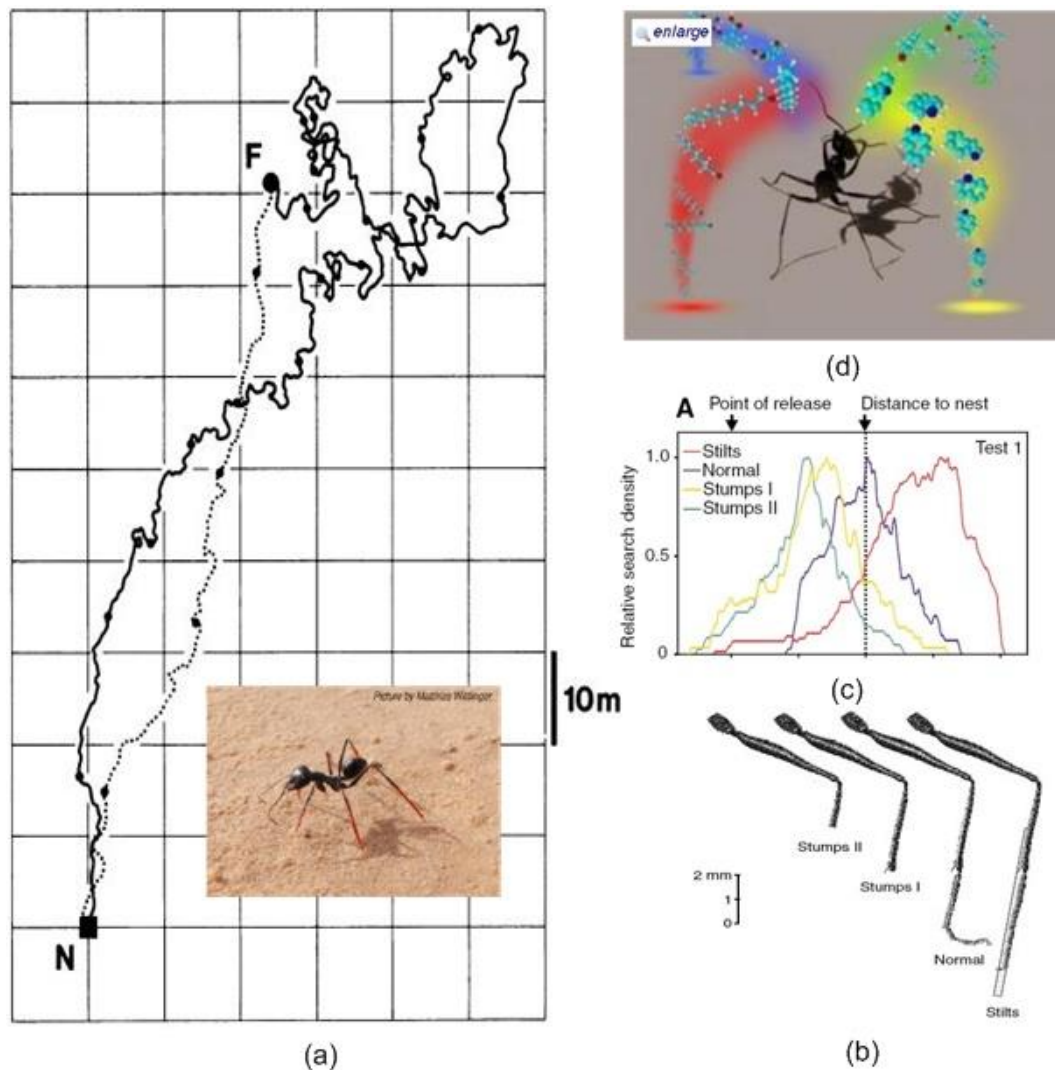 F
N
10m
Picture by Matthias Wittlinger
(a)
enlarge
(d)
A
Point of release
Distance to nest
Stilts
Normal
Stumps I
Stumps II
Test 1
Relative search density
1.0
0.5
0
(c)
Stumps II
Stumps I
Normal
Stilts
2 mm
1
0
(b)